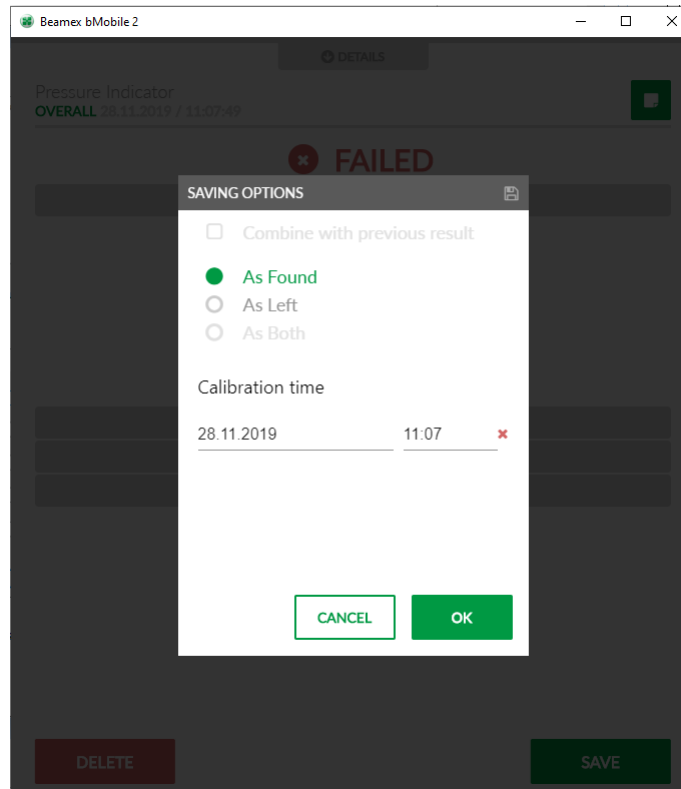 Beamex bMobile 2
DETAILS
Pressure Indicator
OVERALL 28.11.2019 / 11:07:49
FAILED
SAVING OPTIONS
Combine with previous result
As Found
As Left
As Both
Calibration time
28.11.2019 11:07
CANCEL OK
DELETE SAVE